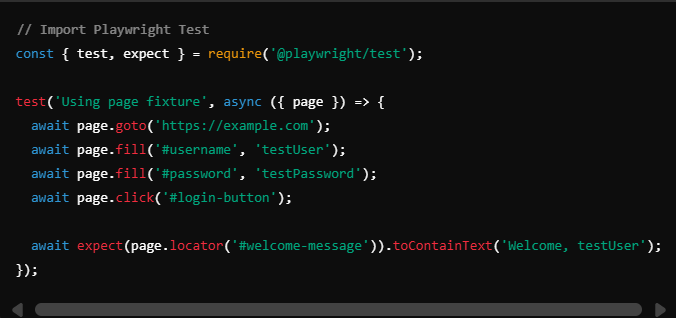 // Import Playwright Test
const { test, expect } = require('@playwright/test');
test('Using page fixture', async ({ page }) => {
await page.goto('https://example.com');
await page.fill('#username', 'testUser');
await page.fill('#password', 'testPassword');
await page.click('#login-button');
await expect(page.locator('#welcome-message')).toContainText('Welcome, testUser');
});